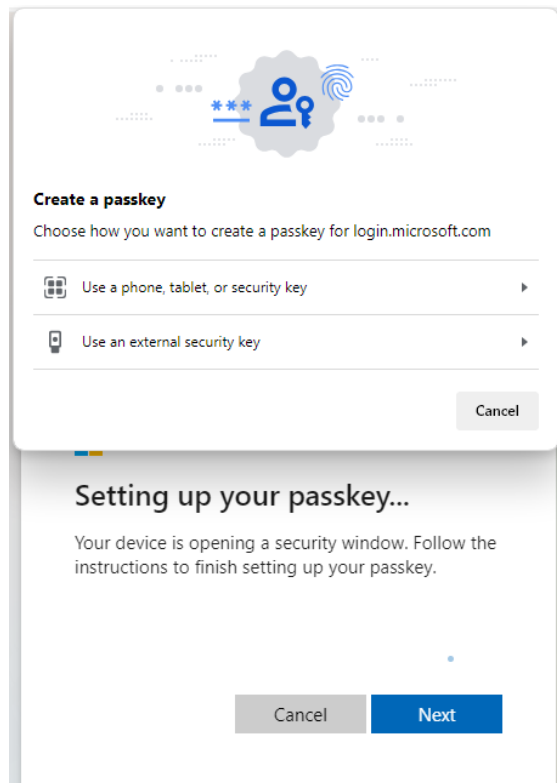 ***
Create a passkey
Choose how you want to create a passkey for login.microsoft.com
Use a phone, tablet, or security key
Use an external security key
Cancel
Setting up your passkey...
Your device is opening a security window. Follow the
instructions to finish setting up your passkey.
Cancel
Next